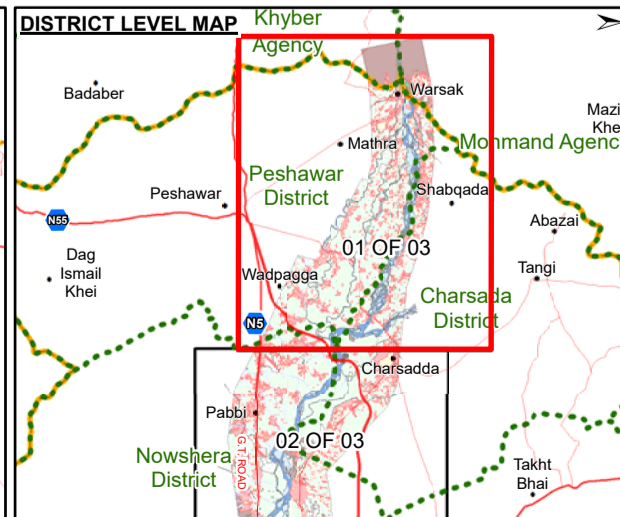 DISTRICT LEVEL MAP
Khyber
Agency
Badaber
Warsak
Mazi
Khe
Mathra
Mohmand Agenc
Peshawar
District
Shabqada
Peshawar
N55
Abazai
01 OF 03
Dag
Ismail
Khei
Wadpagga
Tangi
Charsada
District
N5
Charsadda
Pabbi
02 OF 03
G.T. ROAD
Nowshera
District
Takht
Bhai